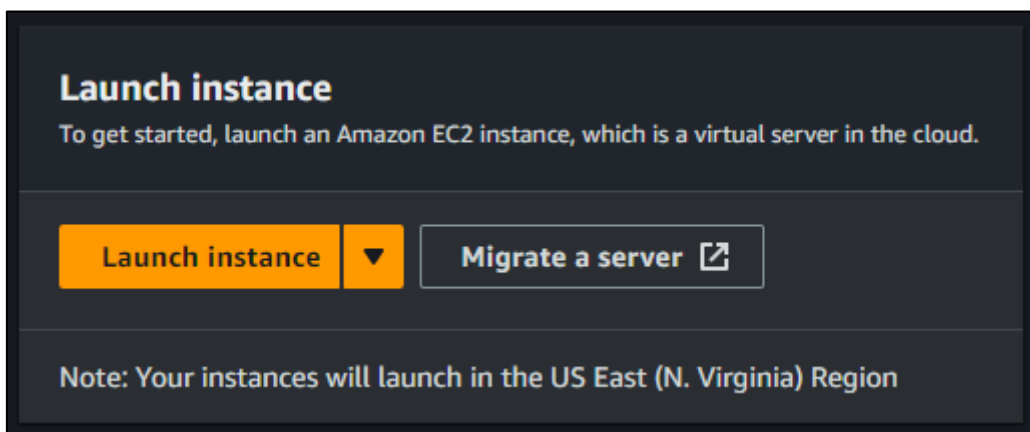 Launch instance
To get started, launch an Amazon EC2 instance, which is a virtual server in the cloud.
Launch instance
Migrate a server
Note: Your instances will launch in the US East (N. Virginia) Region